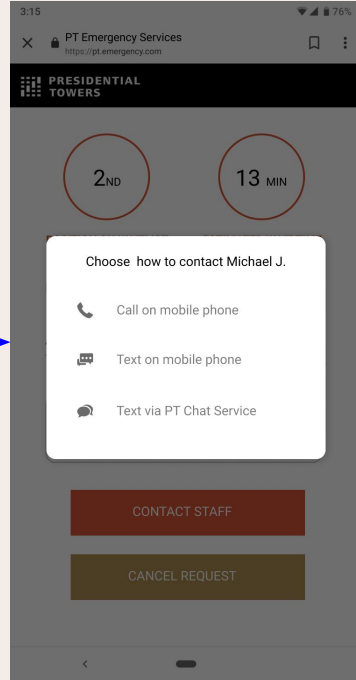 3:15
76%
PT Emergency Services
https://pt.emergency.com
PRESIDENTIAL
TOWERS
2ND
13 MIN
Choose how to contact Michael J.
Call on mobile phone
Text on mobile phone
Text via PT Chat Service
CONTACT STAFF
CANCEL REQUEST